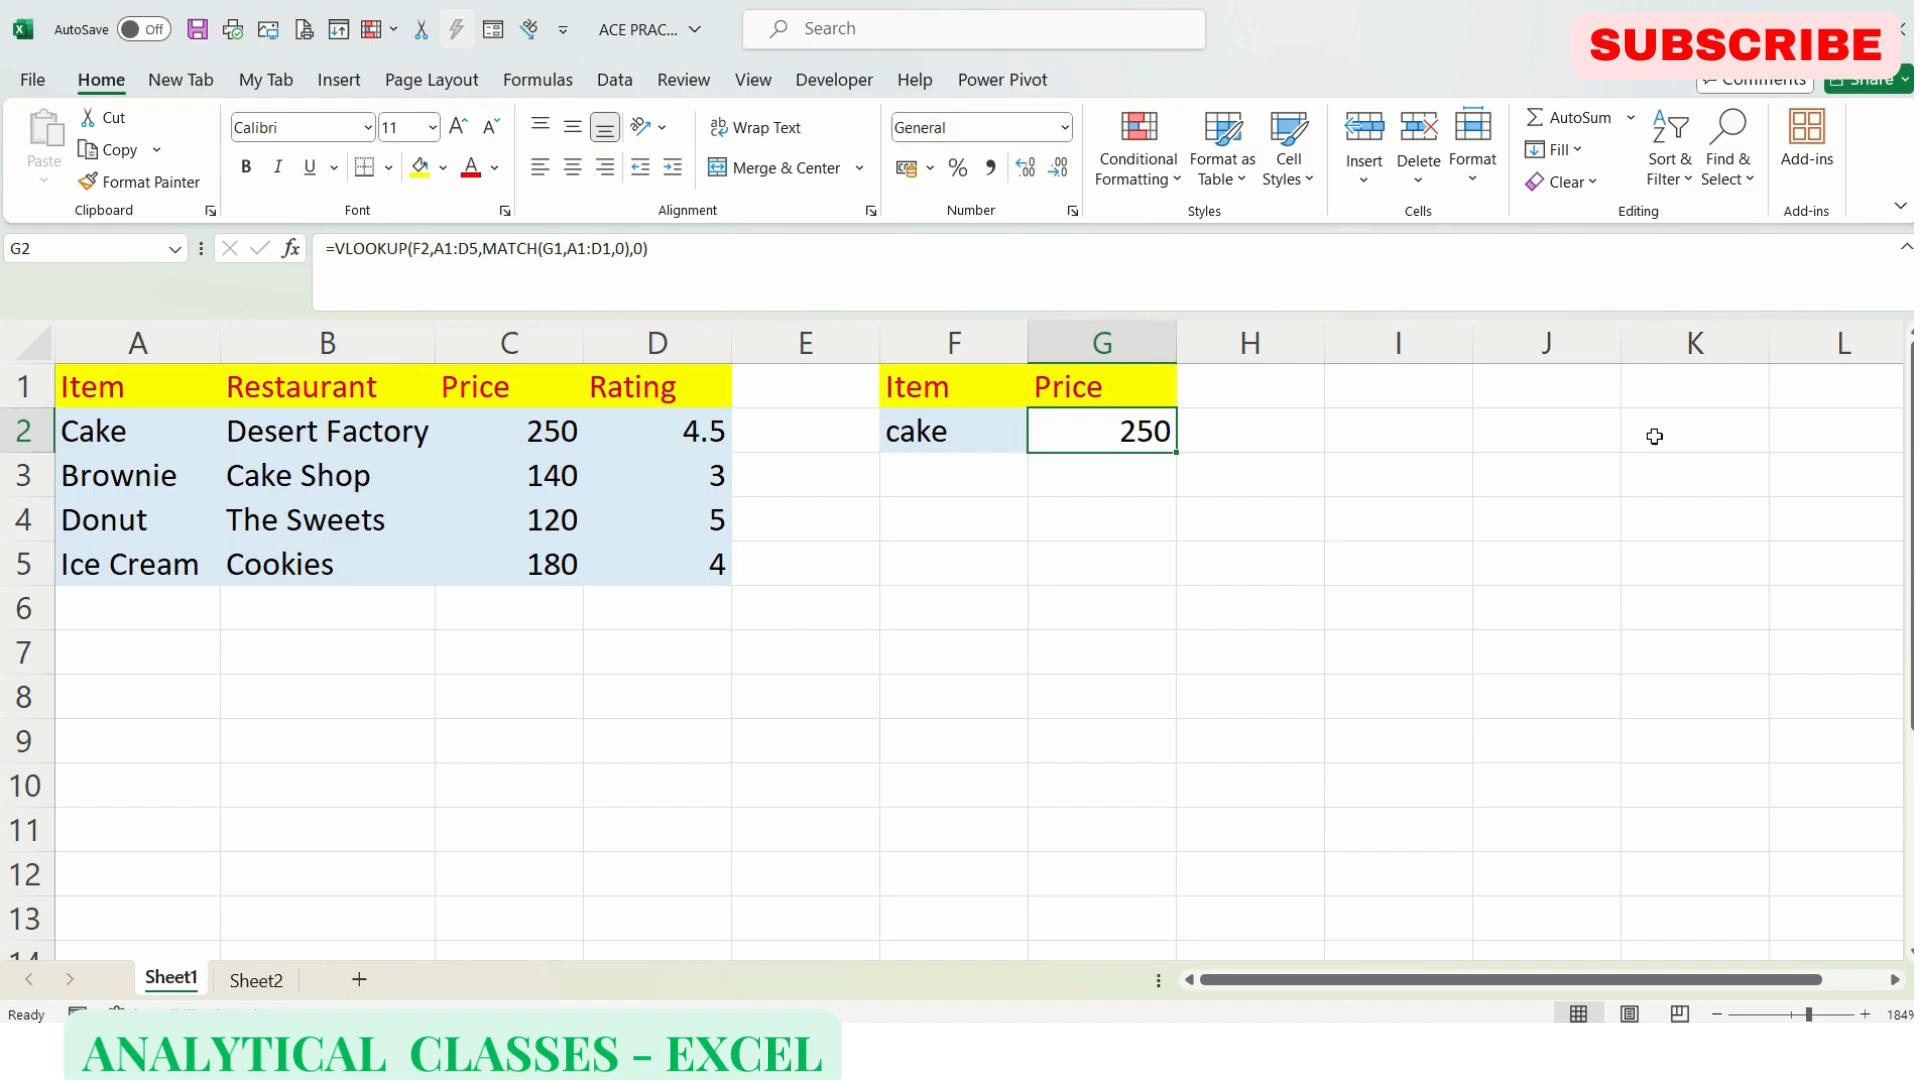 AutoSave Off ACE PRAC... Search SUBSCRIBE
File Home New Tab My Tab Insert Page Layout Formulas Data Review View Developer Help Power Pivot Comments Share
Paste Cut Calibri 11 Wrap Text General Conditional Formatting Format as Table Cell Styles Insert Delete Format AutoSum Sort & Filter Find & Select Add-ins
Copy Fill
Format Painter B I U Merge & Center % Clear
Clipboard Font Alignment Number Styles Cells Editing Add-ins
G2 fx =VLOOKUP(F2,A1:D5,MATCH(G1,A1:D1,0),0)
A B C D E F G H I J K L
1 Item Restaurant Price Rating Item Price
2 Cake Desert Factory 250 4.5 cake 250
3 Brownie Cake Shop 140 3
4 Donut The Sweets 120 5
5 Ice Cream Cookies 180 4
6
7
8
9
10
11
12
13
14
Sheet1 Sheet2
Ready 184%
ANALYTICAL CLASSES - EXCEL